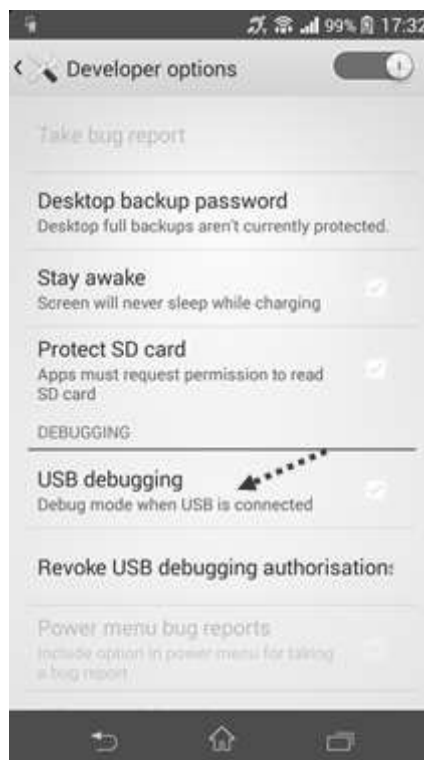 99% 17:32
Developer options
Take bug report
Desktop backup password
Desktop full backups aren't currently protected.
Stay awake
Screen will never sleep while charging
Protect SD card
Apps must request permission to read
SD card
DEBUGGING
USB debugging
Debug mode when USB is connected
Revoke USB debugging authorisations
Power menu bug reports
Include option in power menu for taking
a bug report